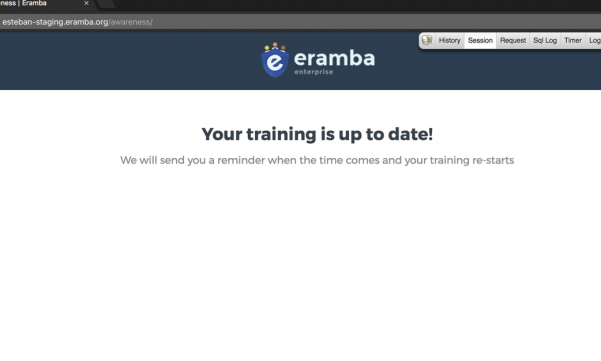 ness | Eramba
esteban-staging.eramba.org/awareness/
History Session Request Sql Log Timer Log
eramba
enterprise
Your training is up to date!
We will send you a reminder when the time comes and your training re-starts